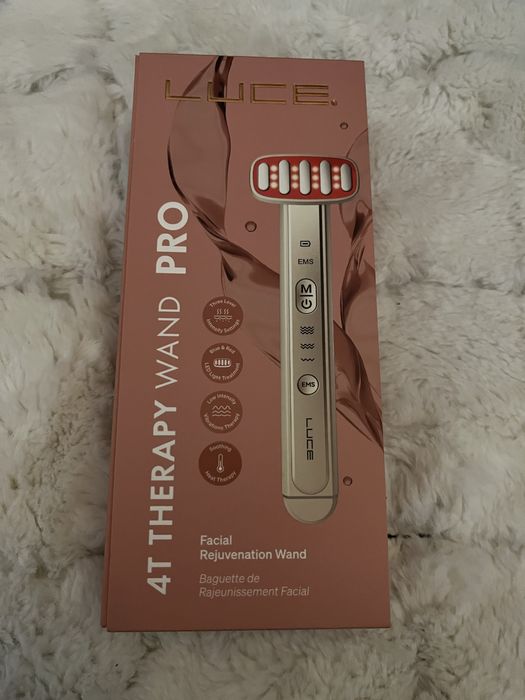 LUCE
4T THERAPY WAND PRO
EMS
M
EMS
LUCE
Three Level
Intensity Settings
Blue & Red
LED Light Treatment
Low Intensity
Vibrations Therapy
Soothing
Heat Therapy
Facial
Rejuvenation Wand
Baguette de
Rajeunissement Facial